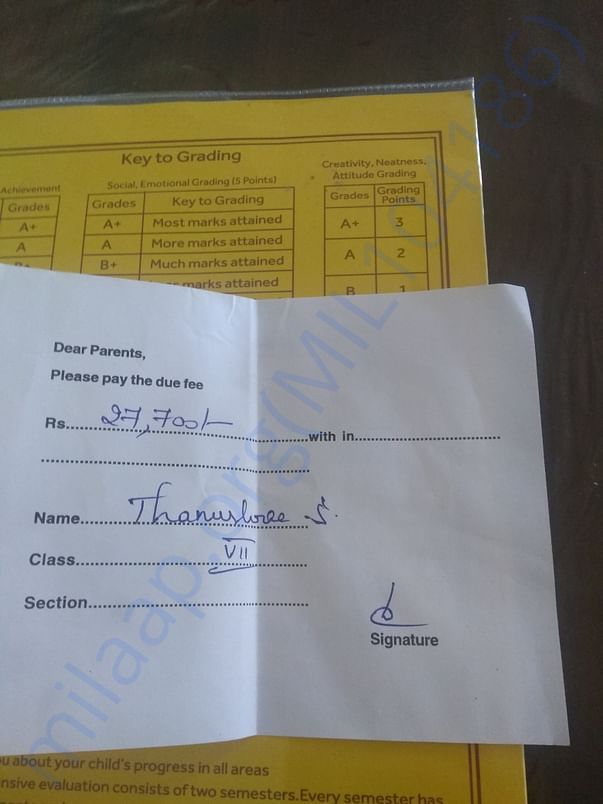 Key to Grading
Achievement
Grades
A+
A
B+
Social, Emotional Grading (5 Points)
Grades Key to Grading
A+ Most marks attained
A More marks attained
B+ Much marks attained
marks attained
Creativity, Neatness,
Attitude Grading
Grades Grading Points
A+ 3
A 2
B 1
Dear Parents,
Please pay the due fee
Rs.....27,700/-.....with in.....
Name.....Thanushree S.
Class.....VII
Section.....
Signature
u about your child's progress in all areas
nsive evaluation consists of two semesters.Every semester has
milaap.org(MIL104186)